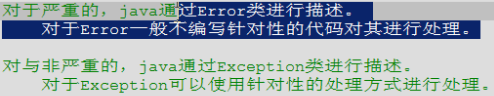 对于严重的，java通过Error类进行描述。
对于Error一般不编写针对性的代码对其进行处理。
对与非严重的，java通过Exception类进行描述。
对于Exception可以使用针对性的处理方式进行处理。